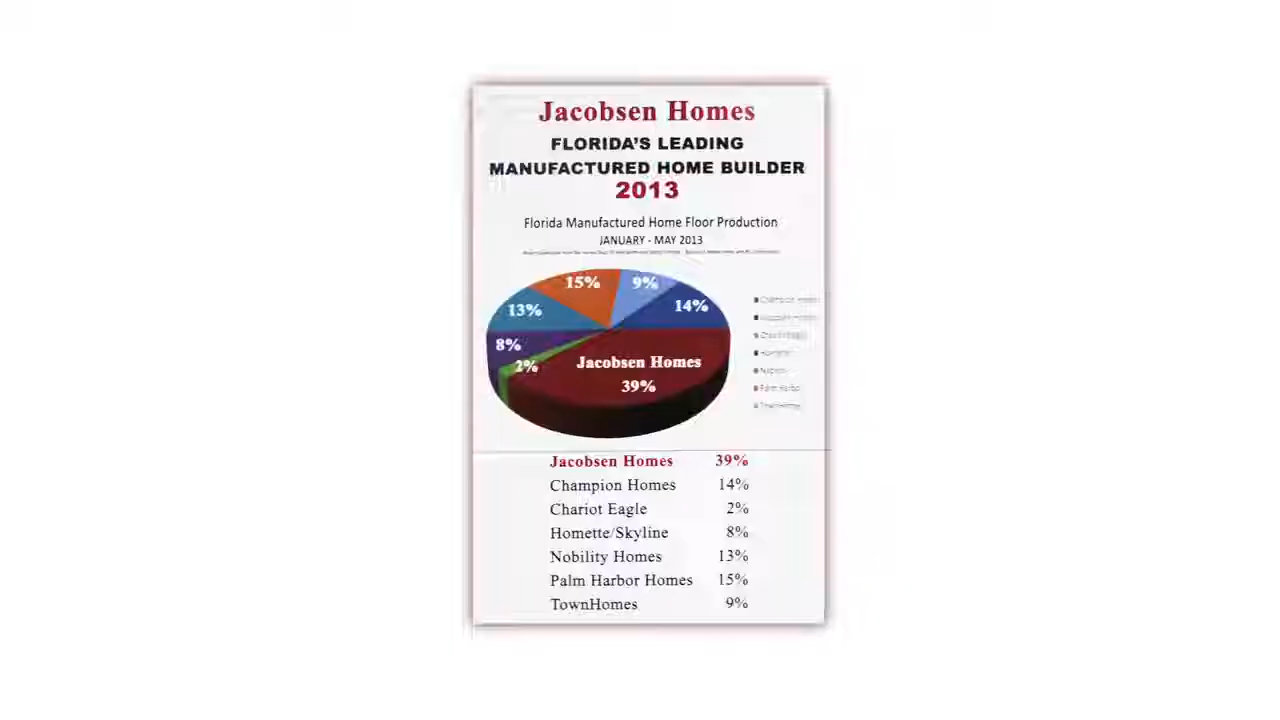 Jacobsen Homes
FLORIDA'S LEADING
MANUFACTURED HOME BUILDER
2013
Florida Manufactured Home Floor Production
JANUARY - MAY 2013
15%
9%
13%
14%
8%
2%
Jacobsen Homes
39%
Jacobsen Homes 39%
Champion Homes 14%
Chariot Eagle 2%
Homette/Skyline 8%
Nobility Homes 13%
Palm Harbor Homes 15%
TownHomes 9%